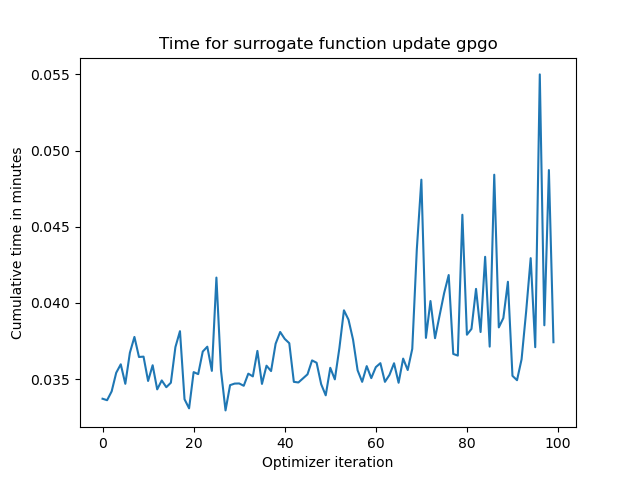 Time for surrogate function update gpgo
Cumulative time in minutes
0.055
0.050
0.045
0.040
0.035
0 20 40 60 80 100
Optimizer iteration